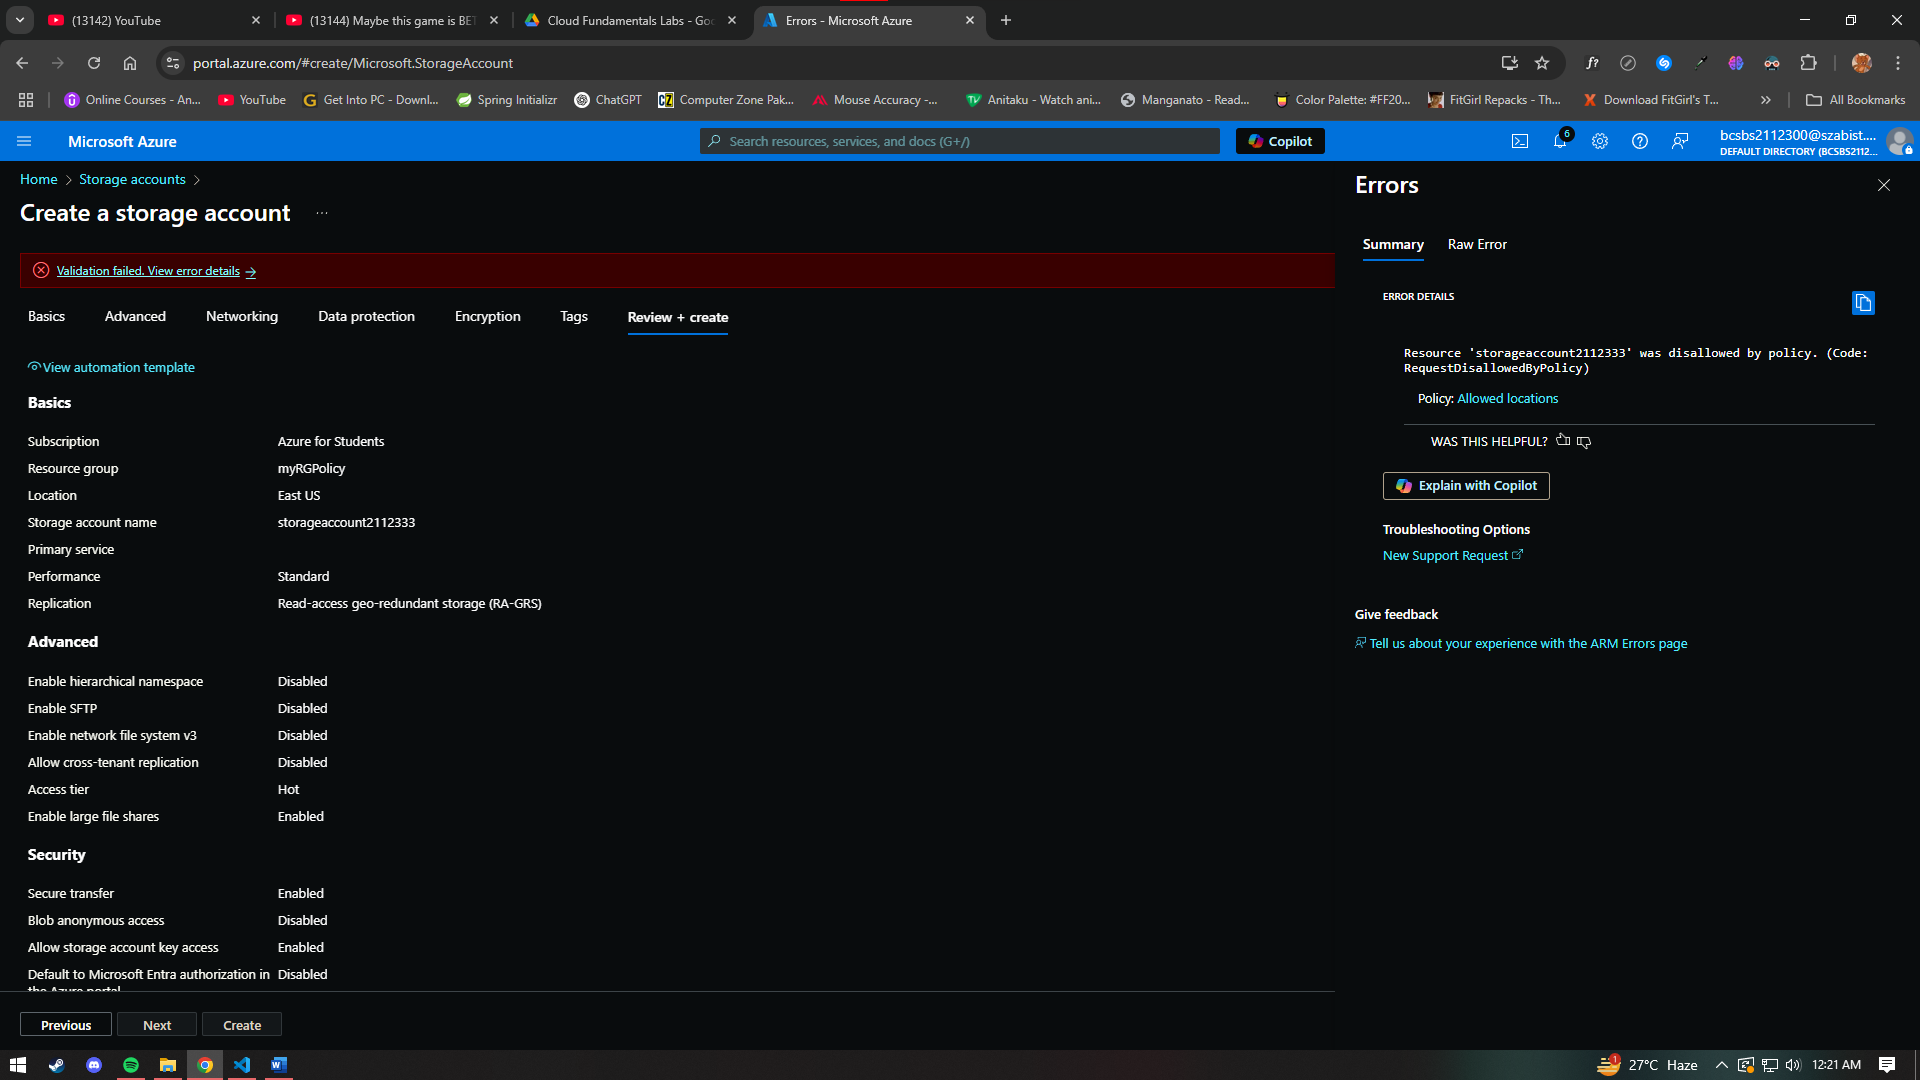 (13142) YouTube
(13144) Maybe this game is BET
Cloud Fundamentals Labs - Goo
Errors - Microsoft Azure
portal.azure.com/#create/Microsoft.StorageAccount
f?
Online Courses - An...
YouTube
Get Into PC - Downl...
Spring Initializr
ChatGPT
CZ
Computer Zone Pak...
Mouse Accuracy -...
Anitaku - Watch ani...
Manganato - Read...
Color Palette: #FF20...
FitGirl Repacks - Th...
Download FitGirl's T...
All Bookmarks
Microsoft Azure
Search resources, services, and docs (G+/)
Copilot
6
bcsbs2112300@szabist....
DEFAULT DIRECTORY (BCSBS2112...
Home
Storage accounts
Create a storage account
...
Validation failed. View error details
Basics
Advanced
Networking
Data protection
Encryption
Tags
Review + create
View automation template
Basics
Subscription Azure for Students
Resource group myRGPolicy
Location East US
Storage account name storageaccount2112333
Primary service
Performance Standard
Replication Read-access geo-redundant storage (RA-GRS)
Advanced
Enable hierarchical namespace Disabled
Enable SFTP Disabled
Enable network file system v3 Disabled
Allow cross-tenant replication Disabled
Access tier Hot
Enable large file shares Enabled
Security
Secure transfer Enabled
Blob anonymous access Disabled
Allow storage account key access Enabled
Default to Microsoft Entra authorization in Disabled
the Azure portal
Previous
Next
Create
Errors
Summary
Raw Error
ERROR DETAILS
Resource 'storageaccount2112333' was disallowed by policy. (Code:
RequestDisallowedByPolicy)
Policy: Allowed locations
WAS THIS HELPFUL?
Explain with Copilot
Troubleshooting Options
New Support Request
Give feedback
Tell us about your experience with the ARM Errors page
1
27°C Haze
12:21 AM